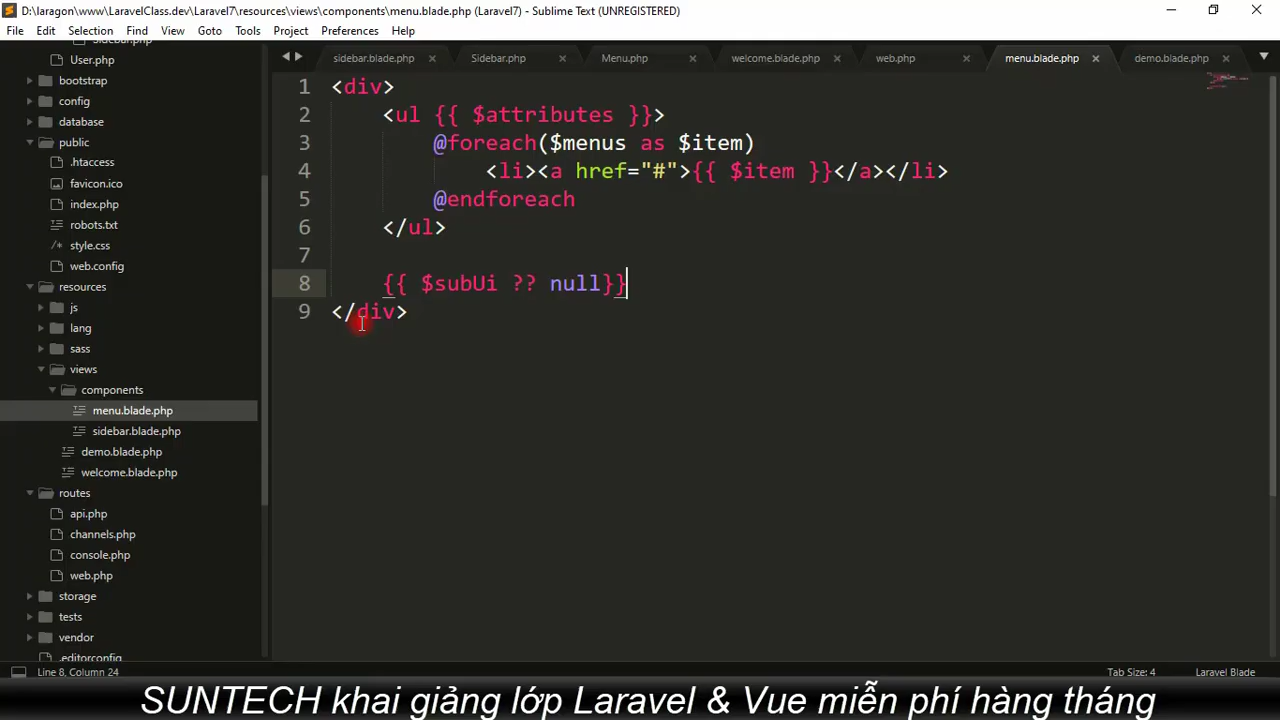 D:\laragon\www\LaravelClass.dev\Laravel7\resources\views\components\menu.blade.php (Laravel7) - Sublime Text (UNREGISTERED)
File Edit Selection Find View Goto Tools Project Preferences Help
Sidebar.php
User.php
bootstrap
config
database
public
.htaccess
favicon.ico
index.php
robots.txt
style.css
web.config
resources
js
lang
sass
views
components
menu.blade.php
sidebar.blade.php
demo.blade.php
welcome.blade.php
routes
api.php
channels.php
console.php
web.php
storage
tests
vendor
.editorconfig
sidebar.blade.php Sidebar.php Menu.php welcome.blade.php web.php menu.blade.php demo.blade.php
1 <div>
2 <ul {{ $attributes }}>
3 @foreach($menus as $item)
4 <li><a href="#">{{ $item }}</a></li>
5 @endforeach
6 </ul>
7
8 {{ $subUi ?? null}}
9 </div>
Line 8, Column 24 Tab Size: 4 Laravel Blade
SUNTECH khai giảng lớp Laravel & Vue miễn phí hàng tháng